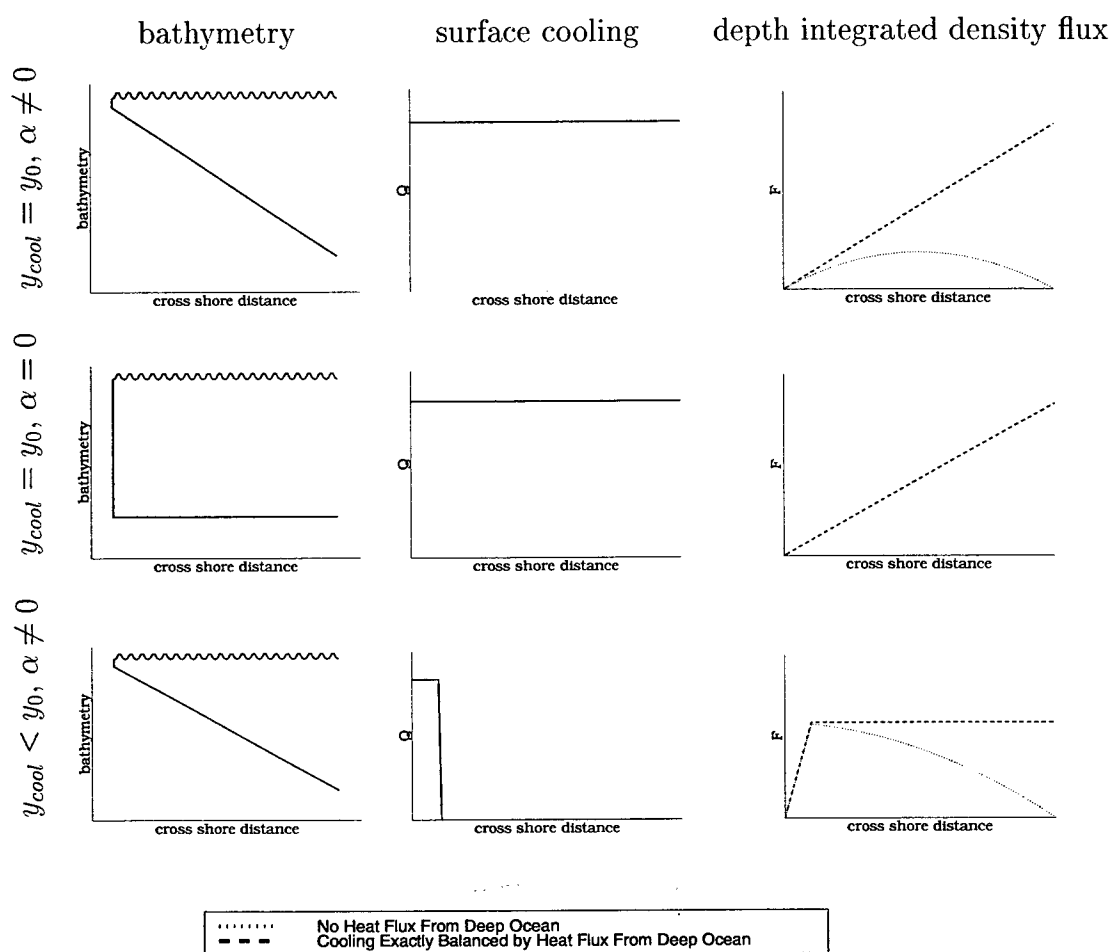 bathymetry surface cooling depth integrated density flux
y_cool = y_0, α ≠ 0
bathymetry
cross shore distance
Q
cross shore distance
F
cross shore distance
y_cool = y_0, α = 0
bathymetry
cross shore distance
Q
cross shore distance
F
cross shore distance
y_cool < y_0, α ≠ 0
bathymetry
cross shore distance
Q
cross shore distance
F
cross shore distance
No Heat Flux From Deep Ocean
Cooling Exactly Balanced by Heat Flux From Deep Ocean